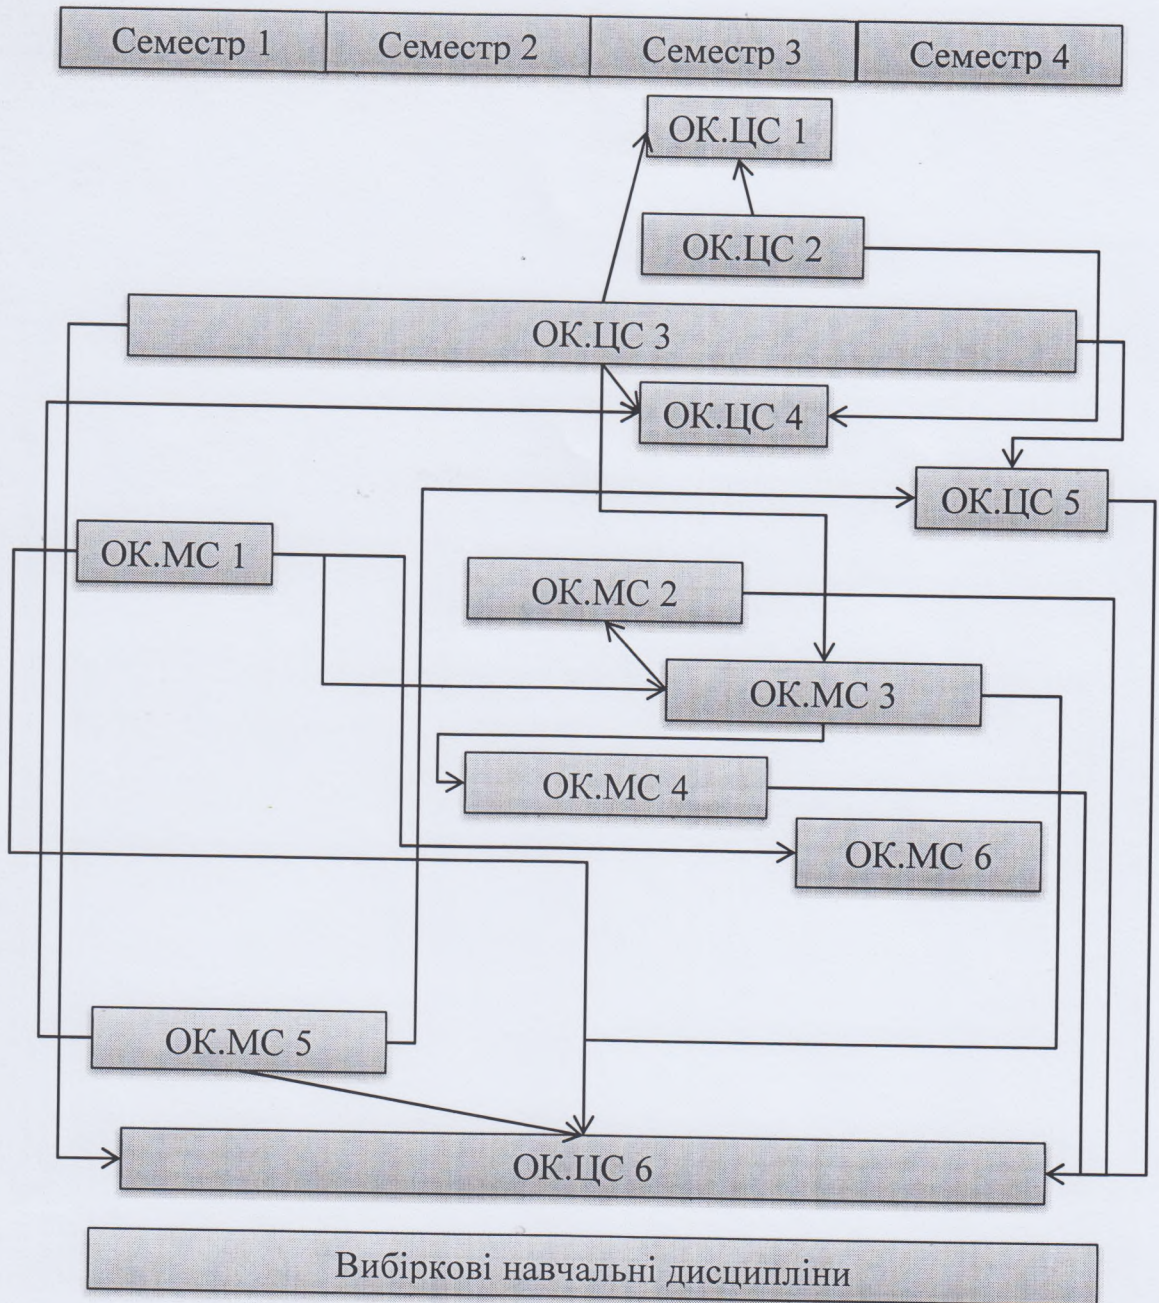 Семестр 1 Семестр 2 Семестр 3 Семестр 4
ОК.ЦС 1
ОК.ЦС 2
ОК.ЦС 3
ОК.ЦС 4
ОК.ЦС 5
ОК.МС 1
ОК.МС 2
ОК.МС 3
ОК.МС 4
ОК.МС 6
ОК.МС 5
ОК.ЦС 6
Вибіркові навчальні дисципліни